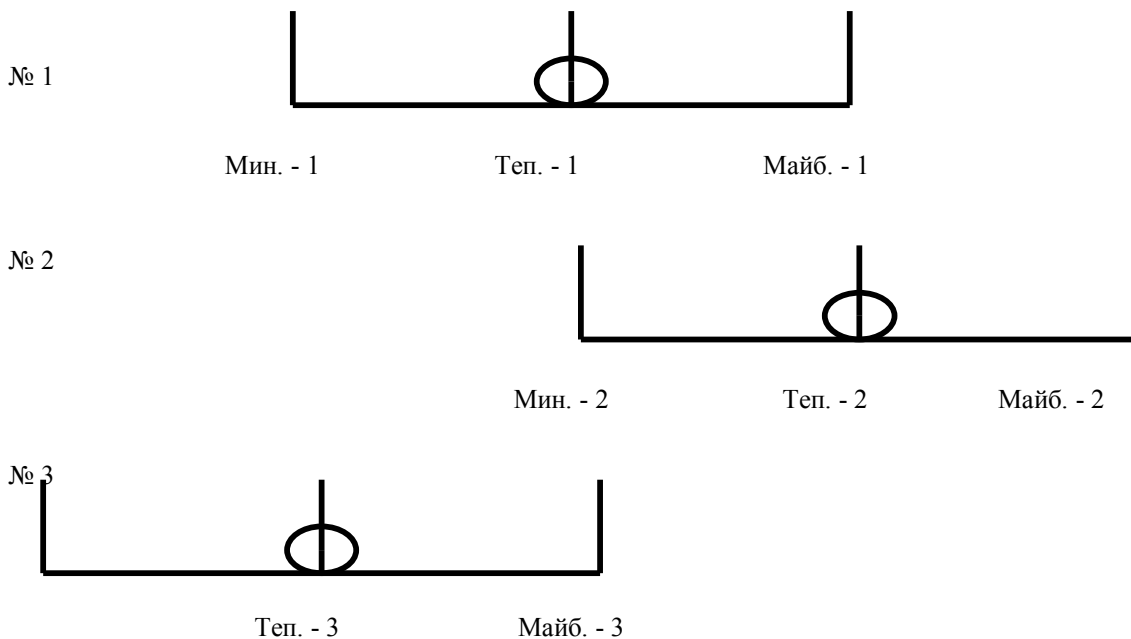 № 1
Мин. - 1 Теп. - 1 Майб. - 1
№ 2
Мин. - 2 Теп. - 2 Майб. - 2
№ 3
Теп. - 3 Майб. - 3